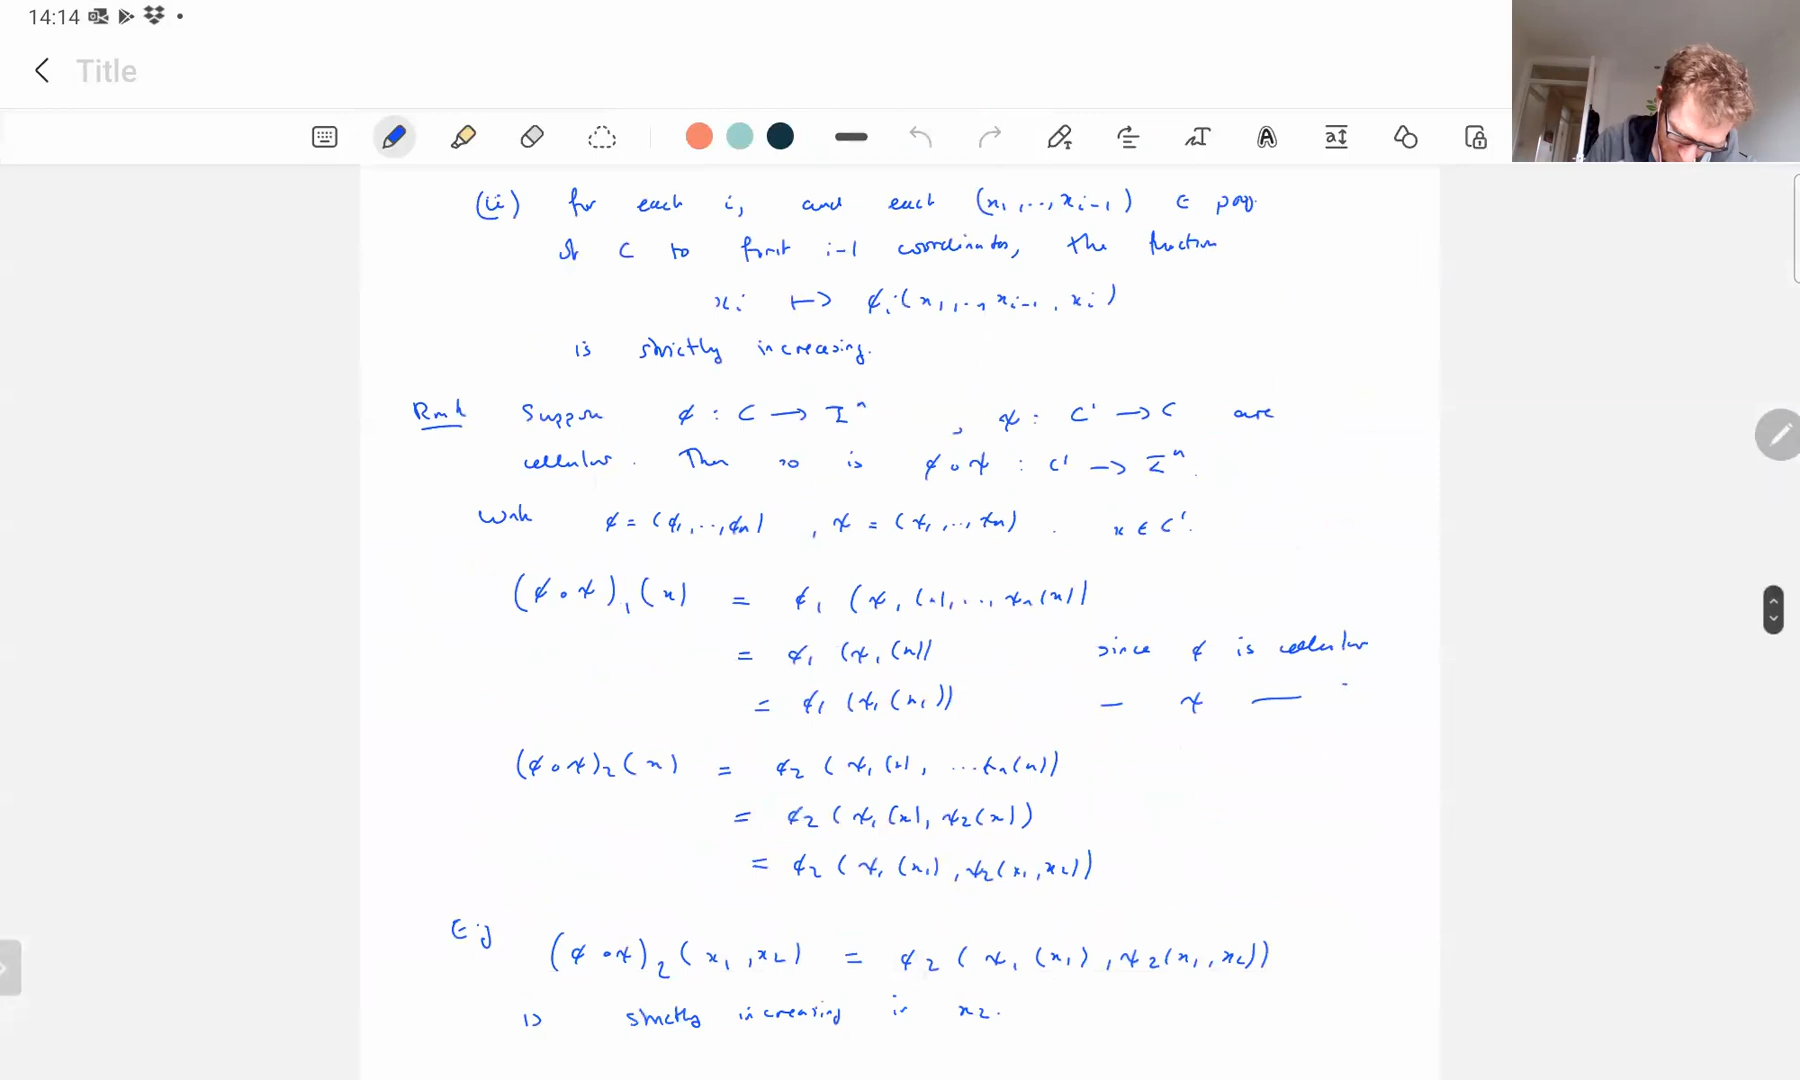 14:14
Title
(ii) for each i, and each (x₁,..,xᵢ₋₁) ∈ proj.
of C to first i-1 coordinates, the function
xᵢ ↦ ϕᵢ(x₁,..,xᵢ₋₁, xᵢ)
is strictly increasing.
Rmk Suppose ϕ : C → Iⁿ , ψ : C' → C are
cellular. Then so is ϕ∘ψ : C' → Iⁿ.
Write ϕ = (ϕ₁,..,ϕₙ) , ψ = (ψ₁,..,ψₙ) . x ∈ C'.
(ϕ∘ψ)₁(x) = ϕ₁ (ψ₁(x),..,ψₙ(x))
= ϕ₁ (ψ₁(x)) since ϕ is cellular
= ϕ₁ (ψ₁(x₁)) — ψ —
(ϕ∘ψ)₂(x) = ϕ₂ (ψ₁(x), ...ψₙ(x))
= ϕ₂ (ψ₁(x), ψ₂(x))
= ϕ₂ (ψ₁(x₁), ψ₂(x₁,x₂))
E.g (ϕ∘ψ)₂(x₁,x₂) = ϕ₂ (ψ₁(x₁), ψ₂(x₁,x₂))
is strictly increasing in x₂.